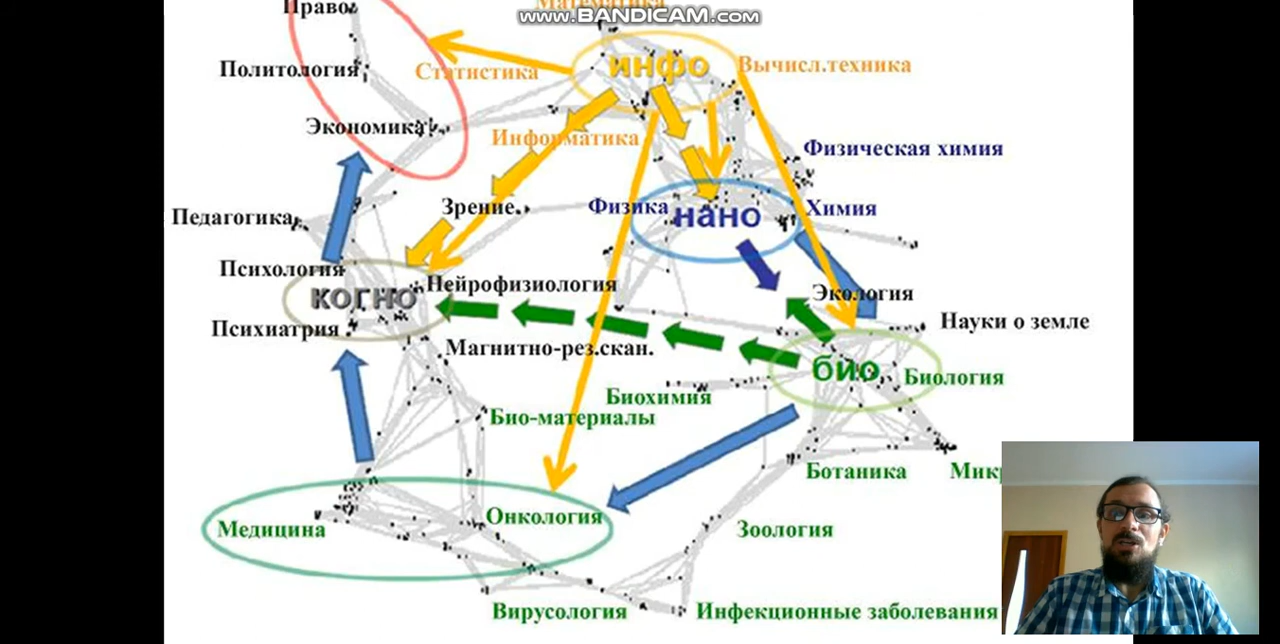 Право
www.BANDICAM.com
Математика
Политология
Статистика
инфо
Вычисл.техника
Экономика
Информатика
Физическая химия
Педагогика
Зрение
Физика
нано
Химия
Психология
когно
Нейрофизиология
Экология
Психиатрия
Науки о земле
Магнитно-рез.скан.
био
Биология
Биохимия
Био-материалы
Ботаника
Мик
Медицина
Онкология
Зоология
Вирусология
Инфекционные заболевания